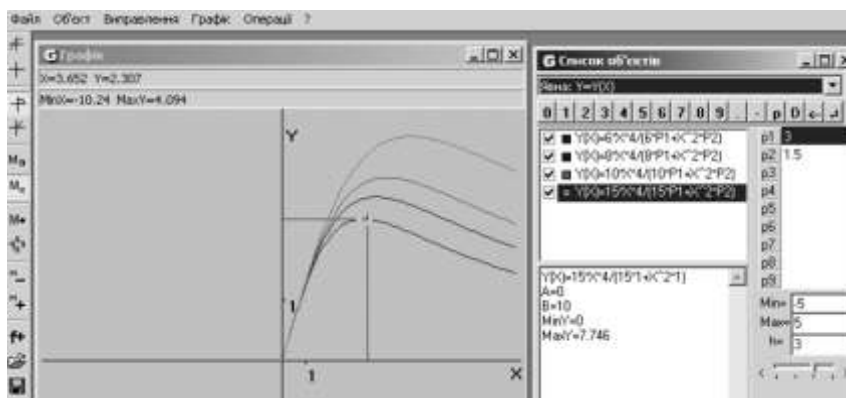 Файл Об'єкт Виправлення Графік Операції ?
Графік
X=3.652 Y=2.307
MinX=-10.24 MaxY=4.094
Y
1
1
X
Список об'єктів
Явна: Y=Y(X)
0 1 2 3 4 5 6 7 8 9 . - p D
Y(X)=6*X*4/(6*P1+X^2*P2)
Y(X)=8*X*4/(8*P1+X^2*P2)
Y(X)=10*X*4/(10*P1+X^2*P2)
Y(X)=15*X*4/(15*P1+X^2*P2)
p1 3
p2 1.5
p3
p4
p5
p6
p7
p8
p9
Y(X)=15*X*4/(15*1+X^2*1)
A=0
B=10
MinY=0
MaxY=7.746
Min= -5
Max= 5
h= 3